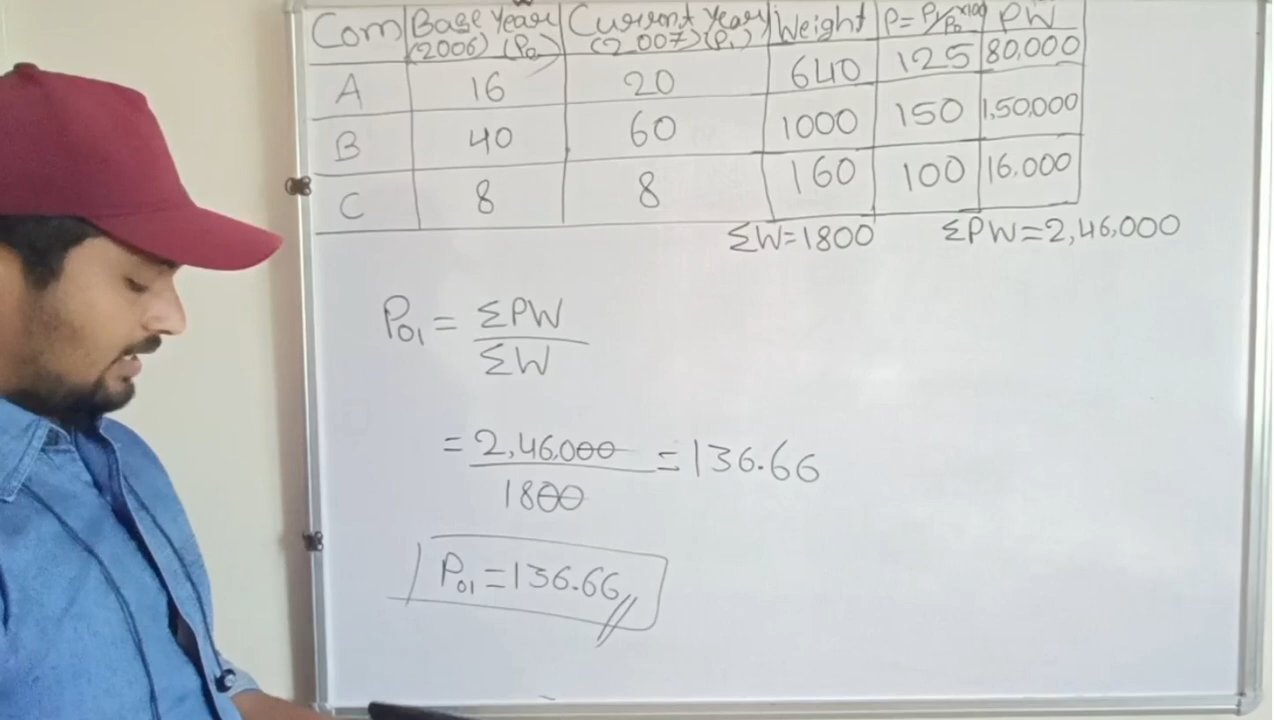 Com Base Year (2006) (P₀) Current Year (2007) (P₁) Weight P=P₁/P₀×100 PW
A 16 20 640 125 80,000
B 40 60 1000 150 1,50,000
C 8 8 160 100 16,000
ΣW=1800 ΣPW=2,46,000
P₀₁ = ΣPW
ΣW
= 2,46,000 = 136.66
1800
P₀₁ = 136.66